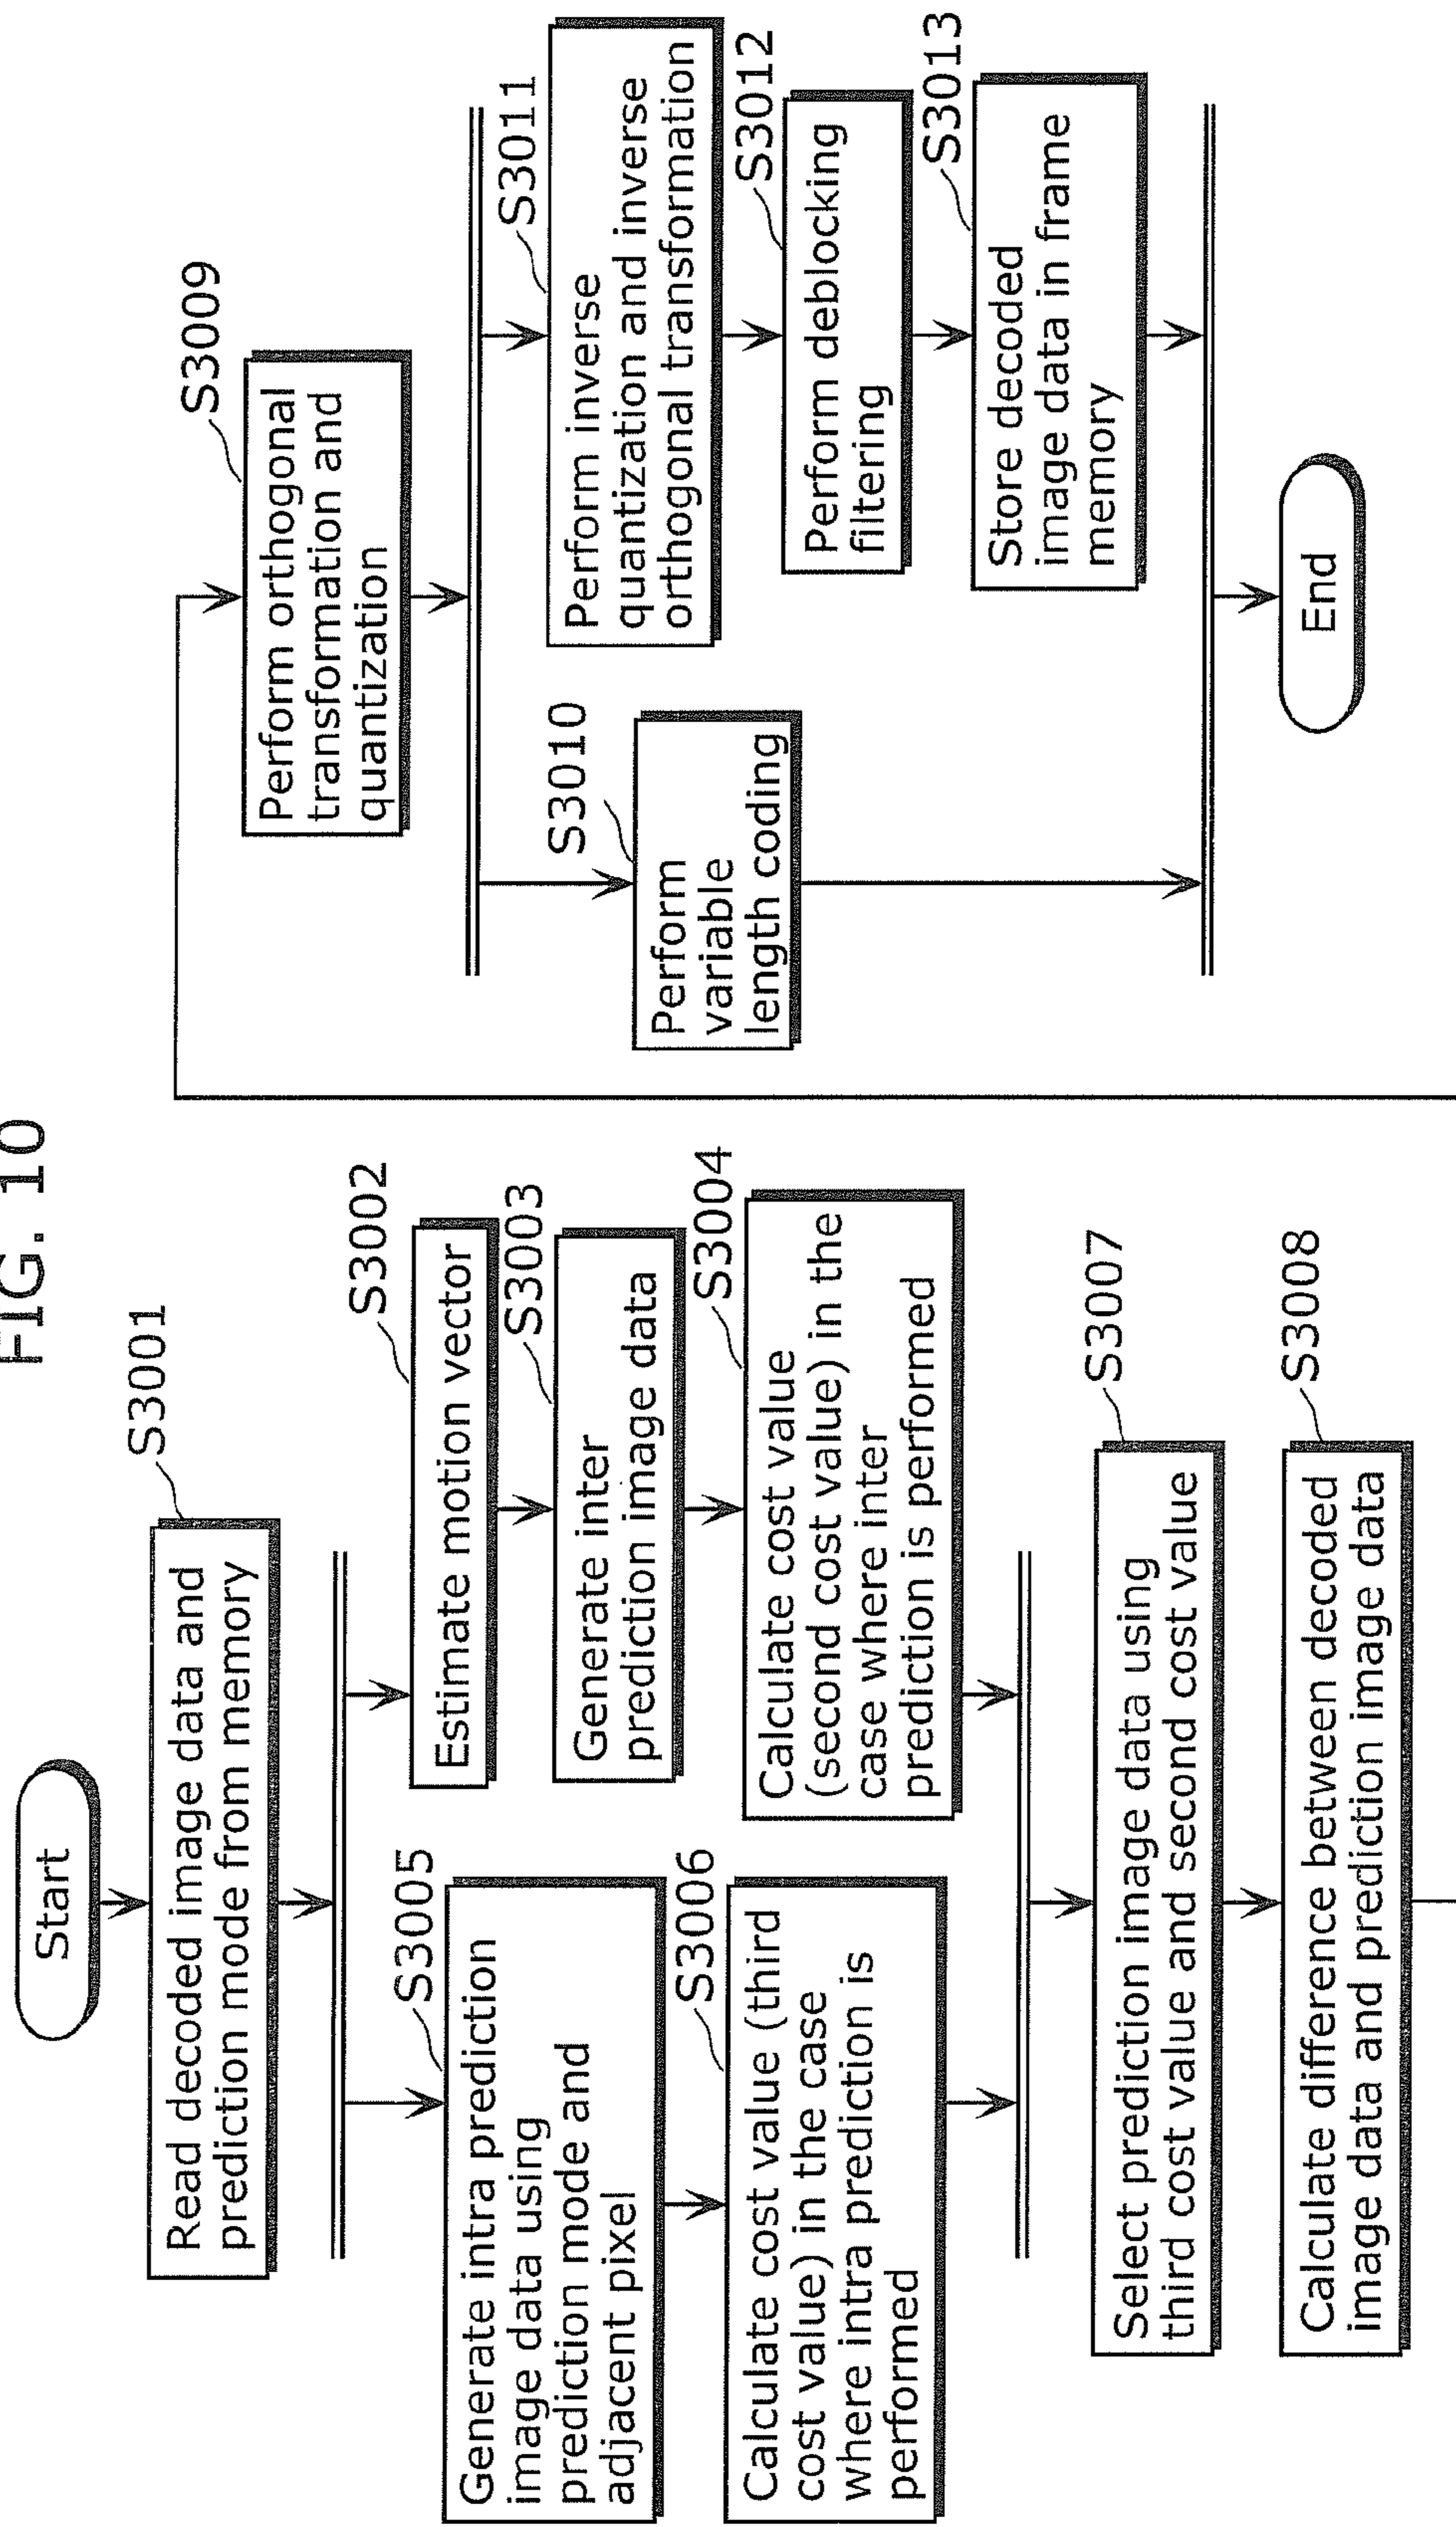 FIG. 10
Start
S3001
Read decoded image data and
prediction mode from memory
S3005
Generate intra prediction
image data using
prediction mode and
adjacent pixel
S3006
Calculate cost value (third
cost value) in the case
where intra prediction is
performed
S3002
Estimate motion vector
S3003
Generate inter
prediction image data
S3004
Calculate cost value
(second cost value) in the
case where inter
prediction is performed
S3007
Select prediction image data using
third cost value and second cost value
S3008
Calculate difference between decoded
image data and prediction image data
S3009
Perform orthogonal
transformation and
quantization
S3010
Perform
variable
length coding
S3011
Perform inverse
quantization and inverse
orthogonal transformation
S3012
Perform deblocking
filtering
S3013
Store decoded
image data in frame
memory
End